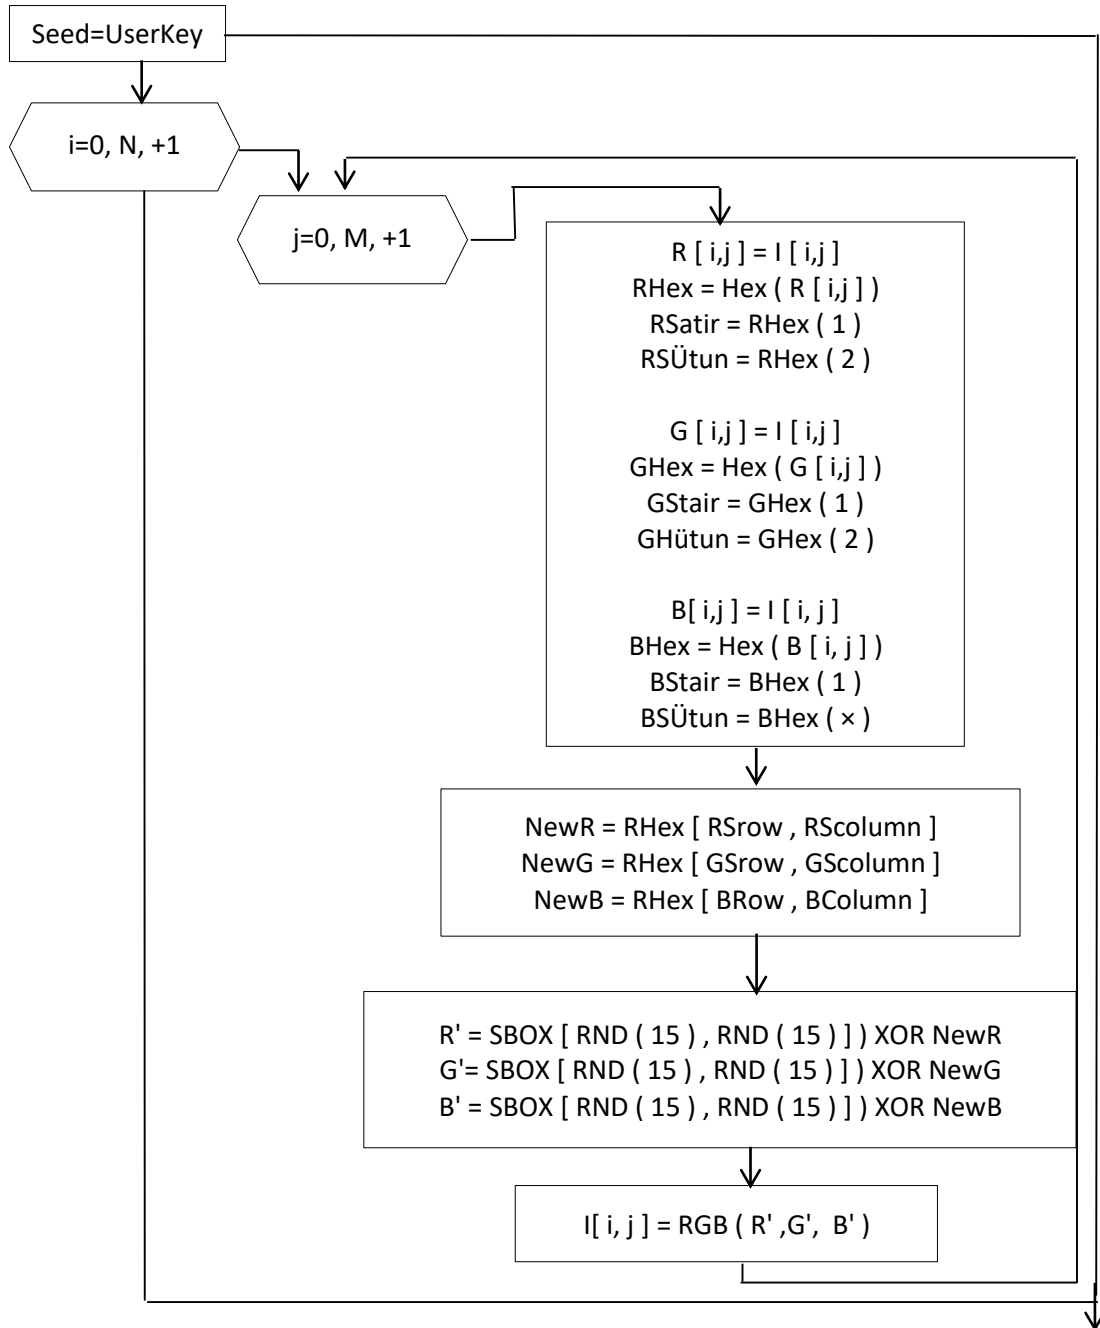 Seed=UserKey
i=0, N, +1
j=0, M, +1
R [ i,j ] = I [ i,j ]
RHex = Hex ( R [ i,j ] )
RSatir = RHex ( 1 )
RSÜtun = RHex ( 2 )
G [ i,j ] = I [ i,j ]
GHex = Hex ( G [ i,j ] )
GStair = GHex ( 1 )
GHütun = GHex ( 2 )
B[ i,j ] = I [ i, j ]
BHex = Hex ( B [ i, j ] )
BStair = BHex ( 1 )
BSÜtun = BHex ( × )
NewR = RHex [ RSrow , RScolumn ]
NewG = RHex [ GSrow , GScolumn ]
NewB = RHex [ BRow , BColumn ]
R' = SBOX [ RND ( 15 ) , RND ( 15 ) ] ) XOR NewR
G'= SBOX [ RND ( 15 ) , RND ( 15 ) ] ) XOR NewG
B' = SBOX [ RND ( 15 ) , RND ( 15 ) ] ) XOR NewB
I[ i, j ] = RGB ( R' ,G', B' )